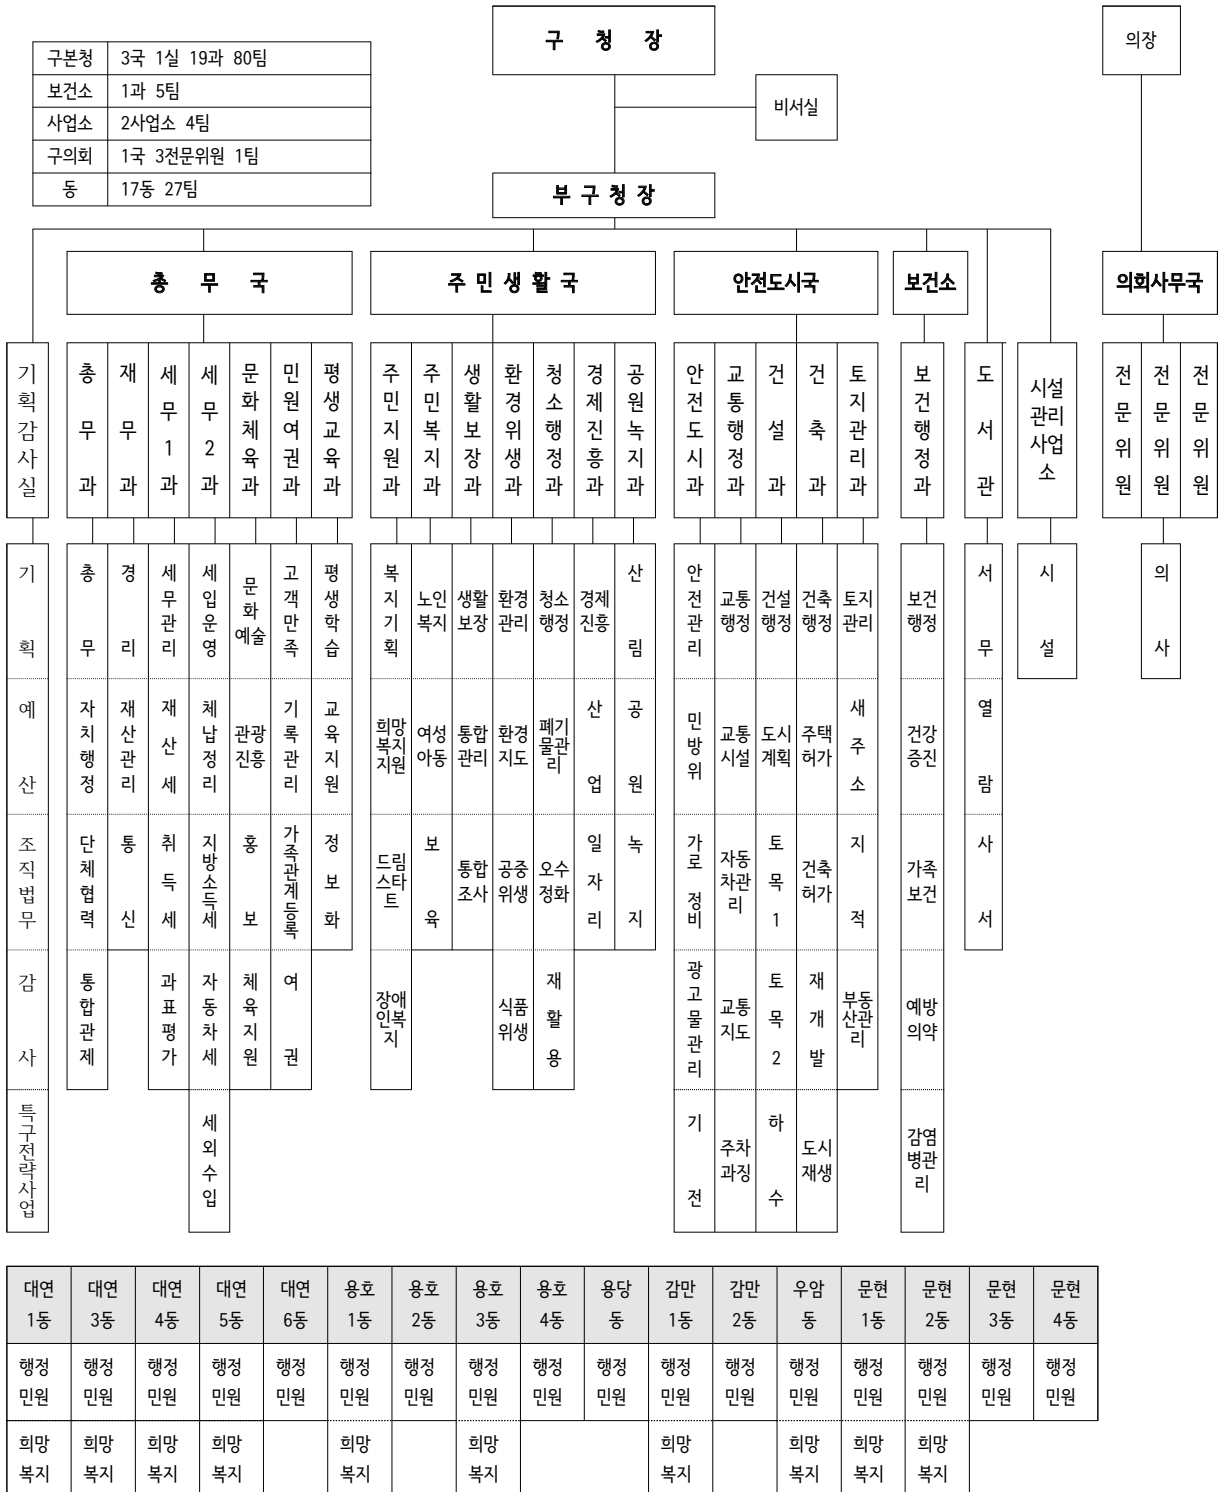 구 청 장
의장
구본청 3국 1실 19과 80팀
보건소 1과 5팀
사업소 2사업소 4팀
구의회 1국 3전문위원 1팀
동 17동 27팀
비서실
부 구 청 장
총 무 국
주 민 생 활 국
안전도시국
보건소
의회사무국
기획감사실
총무과
재무과
세무1과
세무2과
문화체육과
민원여권과
평생교육과
주민지원과
주민복지과
생활보장과
환경위생과
청소행정과
경제진흥과
공원녹지과
안전도시과
교통행정과
건설과
건축과
토지관리과
보건행정과
도서관
시설
관리
사업
소
전문위원
전문위원
전문위원
기획
총무
경리
세무관리
세입운영
문
화
예술
고객만족
평생학습
복지기획
노인
복지
생활
보장
환경
관리
청소
행정
경제
진흥
산림
안전관리
교통
행정
건설
행정
건축
행정
토지
관리
보건
행정
서무
시설
의사
예산
자치행정
재산관리
재산세
체납정리
관광
진흥
기록관리
교육지원
희망
복지
지원
여성
아동
통합
관리
환경
지도
폐기
물관
리
산업
공원
민방위
교통
시설
도시
계획
주택
허가
새주소
건강
증진
열람
조직법무
단체협력
통신
취득세
지방소득세
홍보
가족관계등록
정보화
드림
스타
트
보육
통합
조사
공중
위생
오수
정화
일자리
녹지
가로 정비
자동
차관
리
토목1
건축
허가
지적
가족
보건
사서
감사
통합관제
과표평가
자동차세
체육지원
여권
장애
인복
지
식품
위생
재활용
광고물관리
교통
지도
토목2
재개발
부동
산관
리
예방
의약
특구전략사업
세외수입
기전
주차
과징
하수
도시
재생
감염
병관
리
대연 대연 대연 대연 대연 용호 용호 용호 용호 용당 감만 감만 우암 문현 문현 문현 문현
1동 3동 4동 5동 6동 1동 2동 3동 4동 동 1동 2동 동 1동 2동 3동 4동
행정 행정 행정 행정 행정 행정 행정 행정 행정 행정 행정 행정 행정 행정 행정 행정 행정
민원 민원 민원 민원 민원 민원 민원 민원 민원 민원 민원 민원 민원 민원 민원 민원 민원
희망 희망 희망 희망 희망 희망 희망 희망 희망 희망
복지 복지 복지 복지 복지 복지 복지 복지 복지 복지